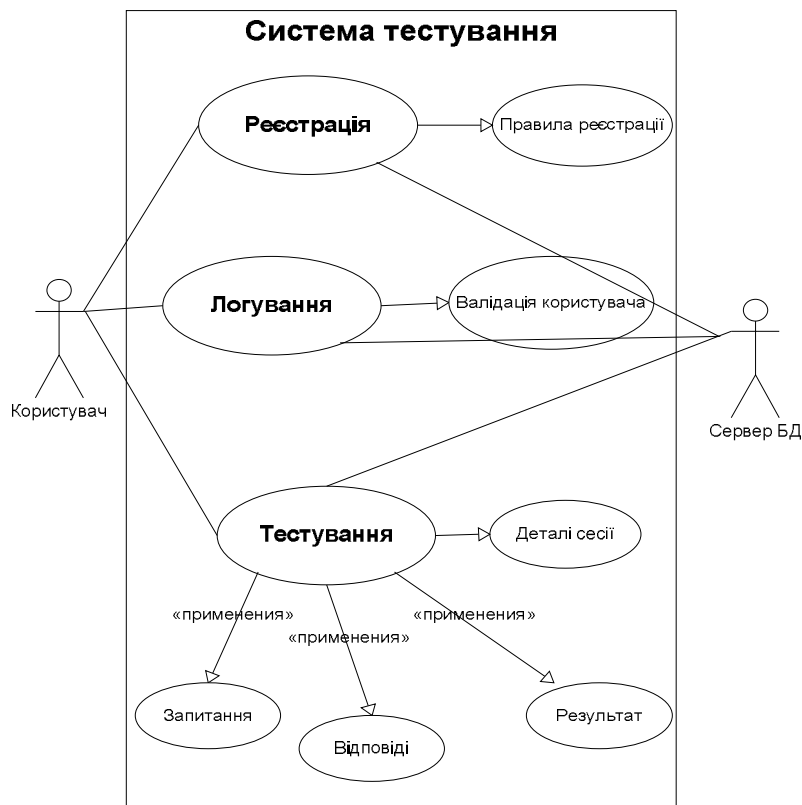 Система тестування
Реєстрація
Правила реєстрації
Логування
Валідація користувача
Користувач
Сервер БД
Тестування
Деталі сесії
«применения»
«применения»
«применения»
Запитання
Відповіді
Результат